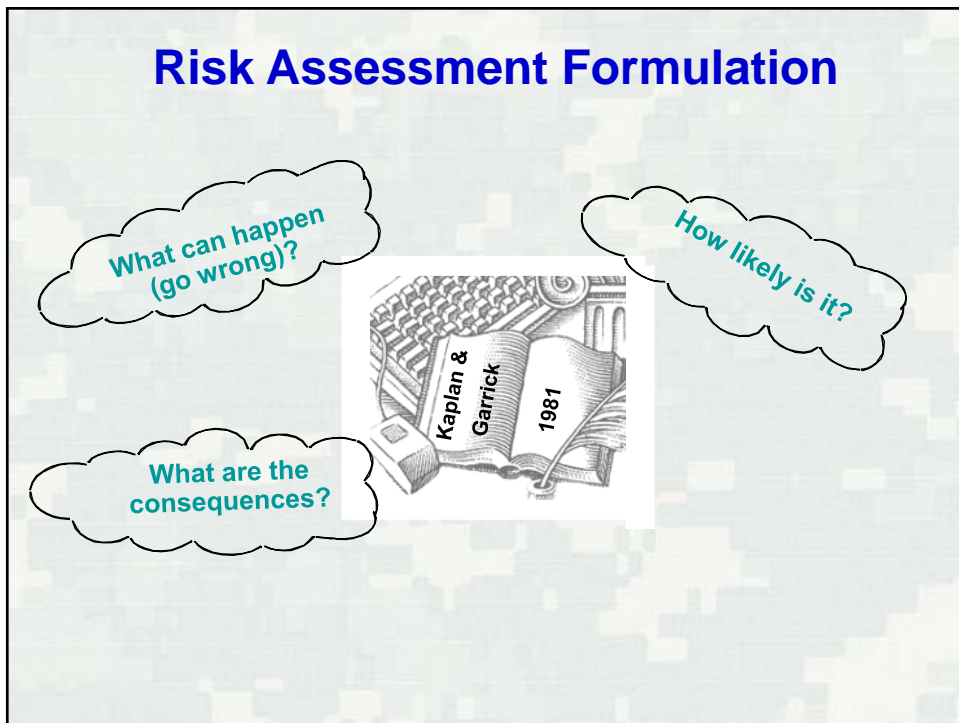 Risk Assessment Formulation
What can happen
(go wrong)?
How likely is it?
Kaplan &
Garrick
1981
What are the
consequences?